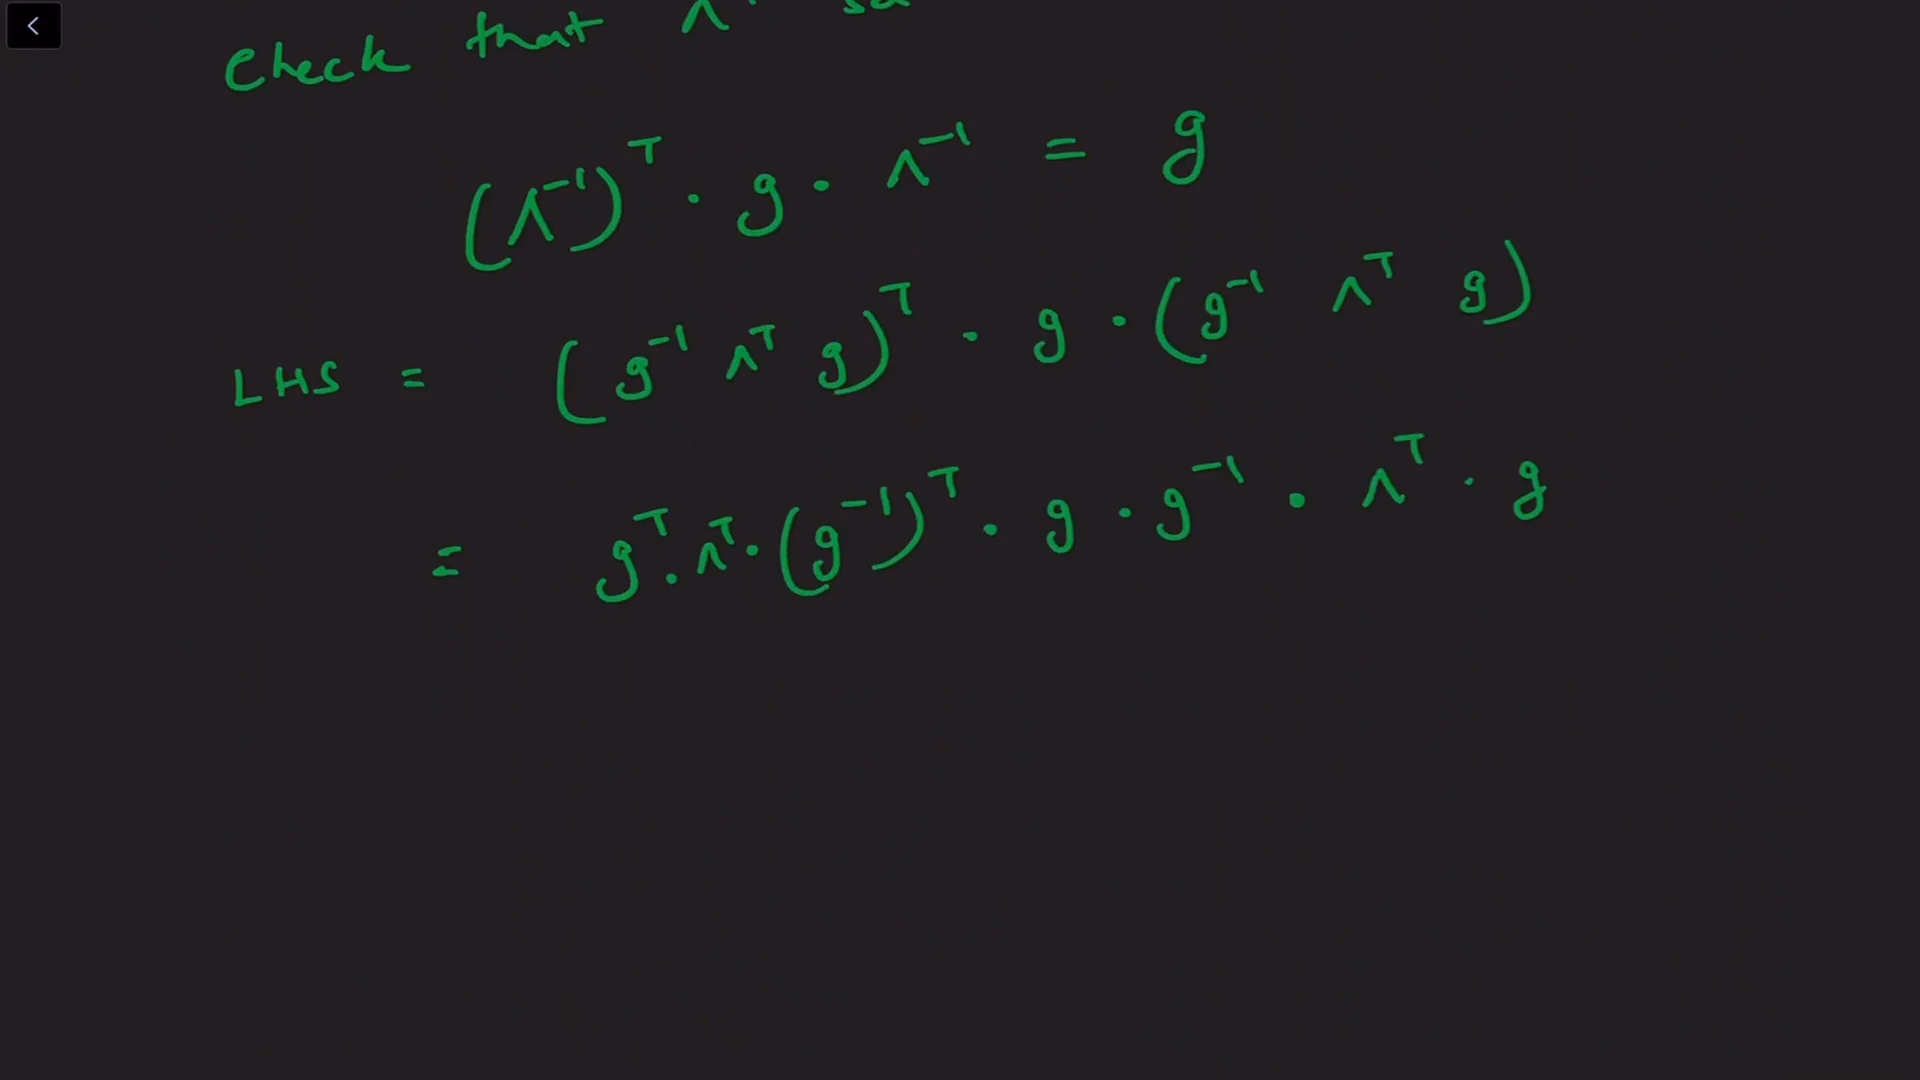 Check that Λ
(Λ⁻¹)ᵀ · g · Λ⁻¹ = g
LHS = (g⁻¹ Λᵀ g)ᵀ · g · (g⁻¹ Λᵀ g)
= gᵀ · Λᵀ · (g⁻¹)ᵀ · g · g⁻¹ · Λᵀ · g